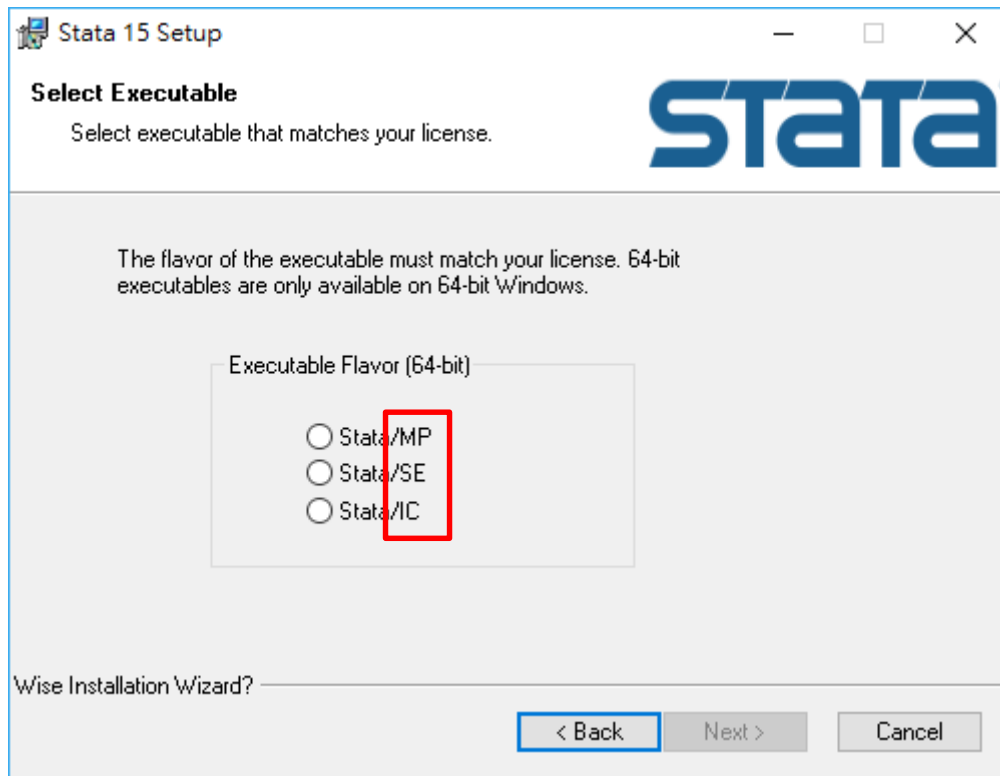 Stata 15 Setup
Select Executable
Select executable that matches your license.
stata
The flavor of the executable must match your license. 64-bit
executables are only available on 64-bit Windows.
Executable Flavor (64-bit)
Stata/MP
Stata/SE
Stata/IC
Wise Installation Wizard?
< Back
Next >
Cancel